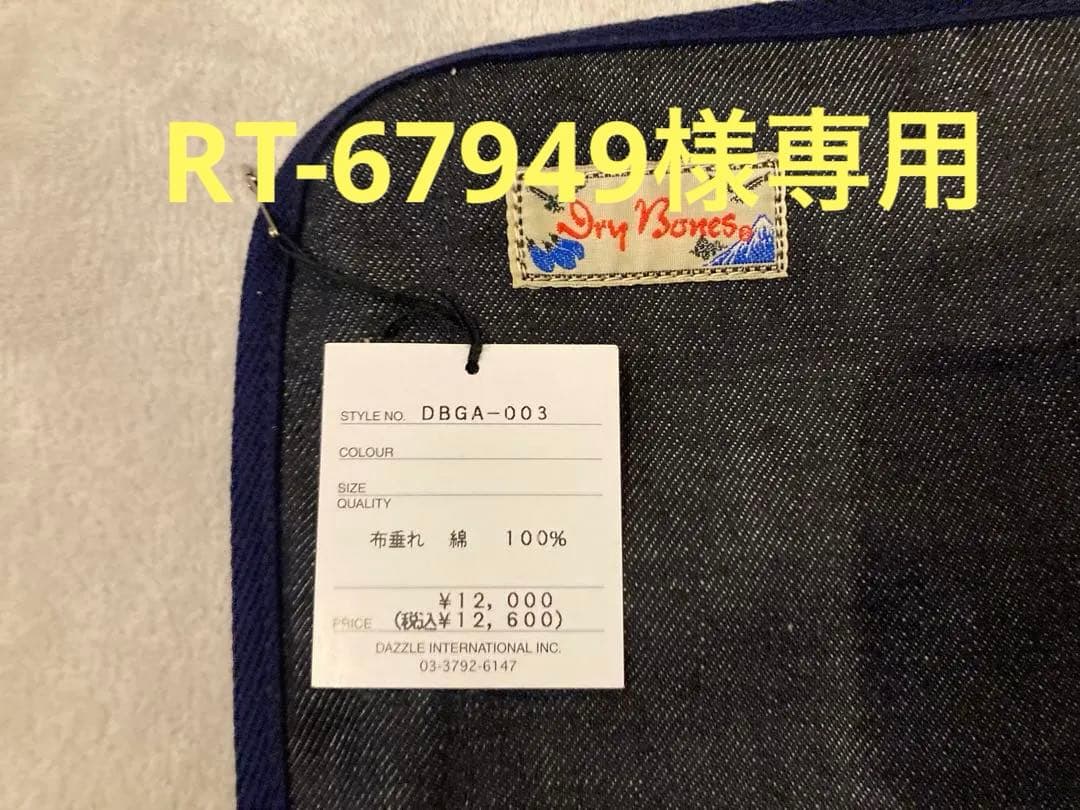 RT-67949様専用
Dry Bones®
STYLE NO. DBGA-003
COLOUR
SIZE
QUALITY
布垂れ 綿 100%
¥12,000
PRICE (税込¥12,600)
DAZZLE INTERNATIONAL INC.
03-3792-6147